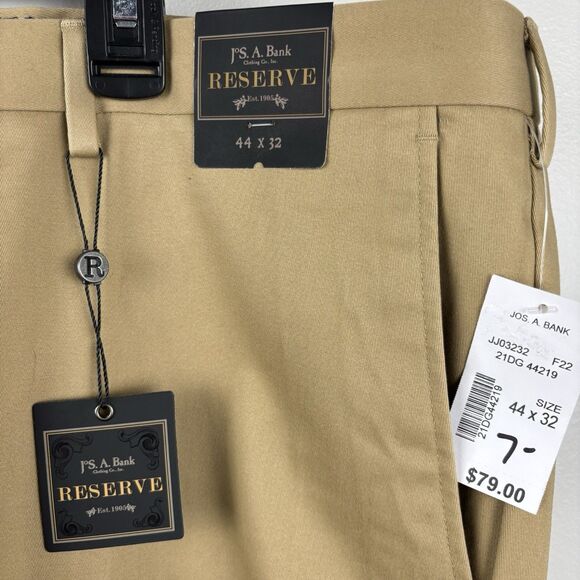 JoS. A. Bank
Clothing Co., Inc.
RESERVE
Est. 1905
44 x 32
R
JoS. A. Bank
Clothing Co., Inc.
RESERVE
Est. 1905
JOS. A. BANK
JJ03232 F22
21DG 44219
21DG44219
SIZE
44 x 32
7-
$79.00